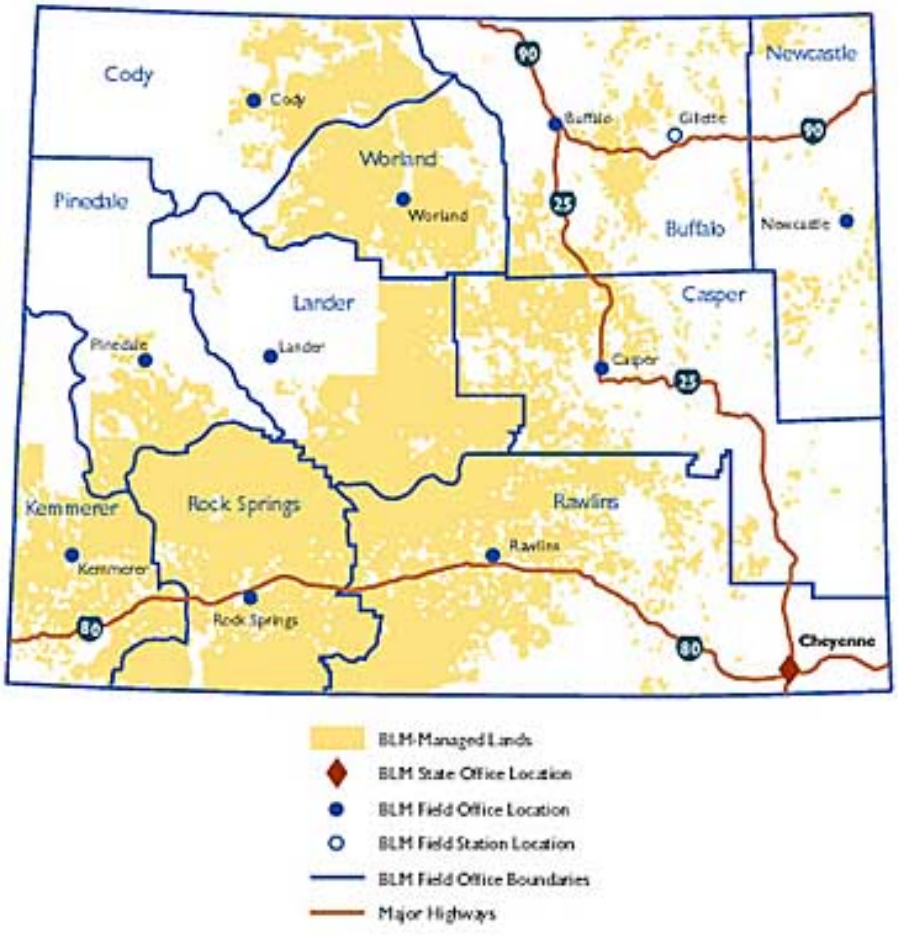 90
Newcastle
Cody
Cody
Buffalo
Gillette
90
Worland
Pinedale
Worland
25
Newcastle
Buffalo
Lander
Casper
Pinedale
Lander
Casper
25
Kemmerer
Rock Springs
Rawlins
Rawlins
Kemmerer
Rock Springs
80
80
Cheyenne
BLM-Managed Lands
BLM State Office Location
BLM Field Office Location
BLM Field Station Location
BLM Field Office Boundaries
Major Highways